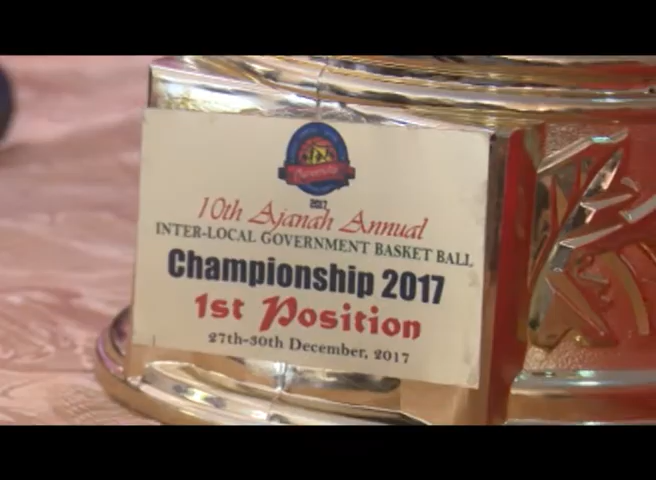 2017
10th Ajanah Annual
INTER-LOCAL GOVERNMENT BASKET BALL
Championship 2017
1st Position
27th-30th December, 2017